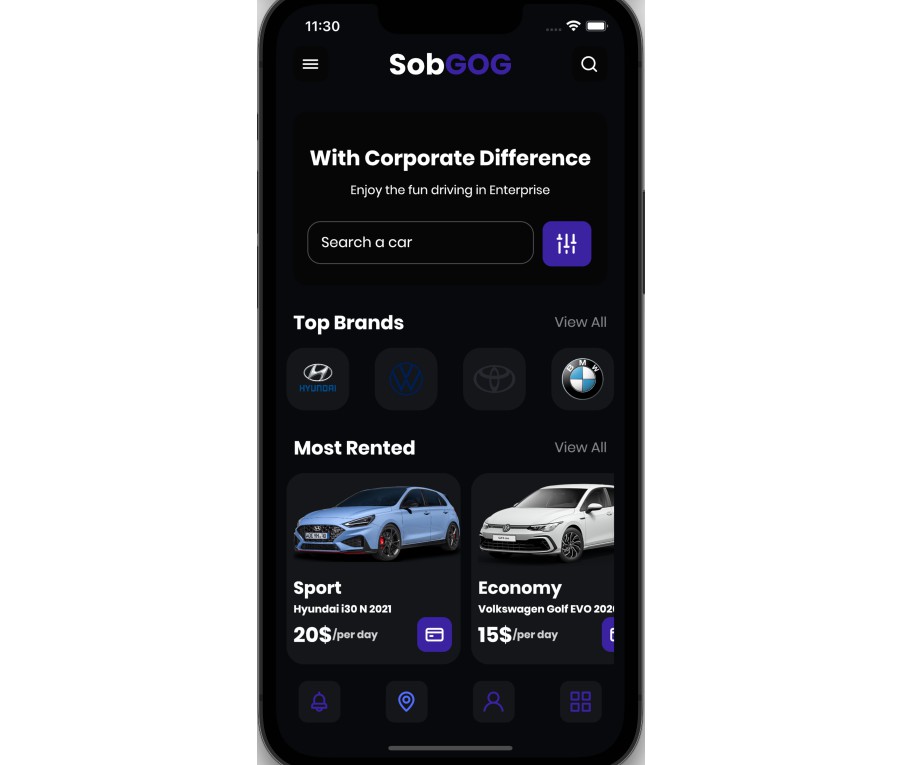 11:30
SobGOG
With Corporate Difference
Enjoy the fun driving in Enterprise
Search a car
Top Brands
View All
HYUNDAI
BMW
Most Rented
View All
Sport
Hyundai i30 N 2021
20$/per day
Economy
Volkswagen Golf EVO 2020
15$/per day